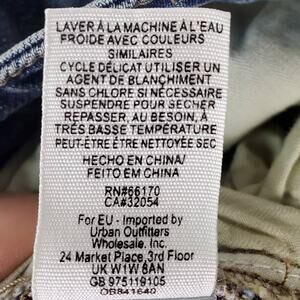 LAVER À LA MACHINE À L'EAU
FROIDE AVEC COULEURS
SIMILAIRES
CYCLE DÉLICAT UTILISER UN
AGENT DE BLANCHIMENT
SANS CHLORE SI NÉCESSAIRE
SUSPENDRE POUR SECHER
REPASSER, AU BESOIN, À
TRÉS BASSE TEMPÉRATURE
PEUT-ÊTRE ÊTRE NETTOYÉE SEC
HECHO EN CHINA/
FEITO EM CHINA
RN#66170
CA#32054
For EU - Imported by
Urban Outfitters
Wholesale, Inc.
24 Market Place,3rd Floor
UK W1W 8AN
GB 975119105
OB841640